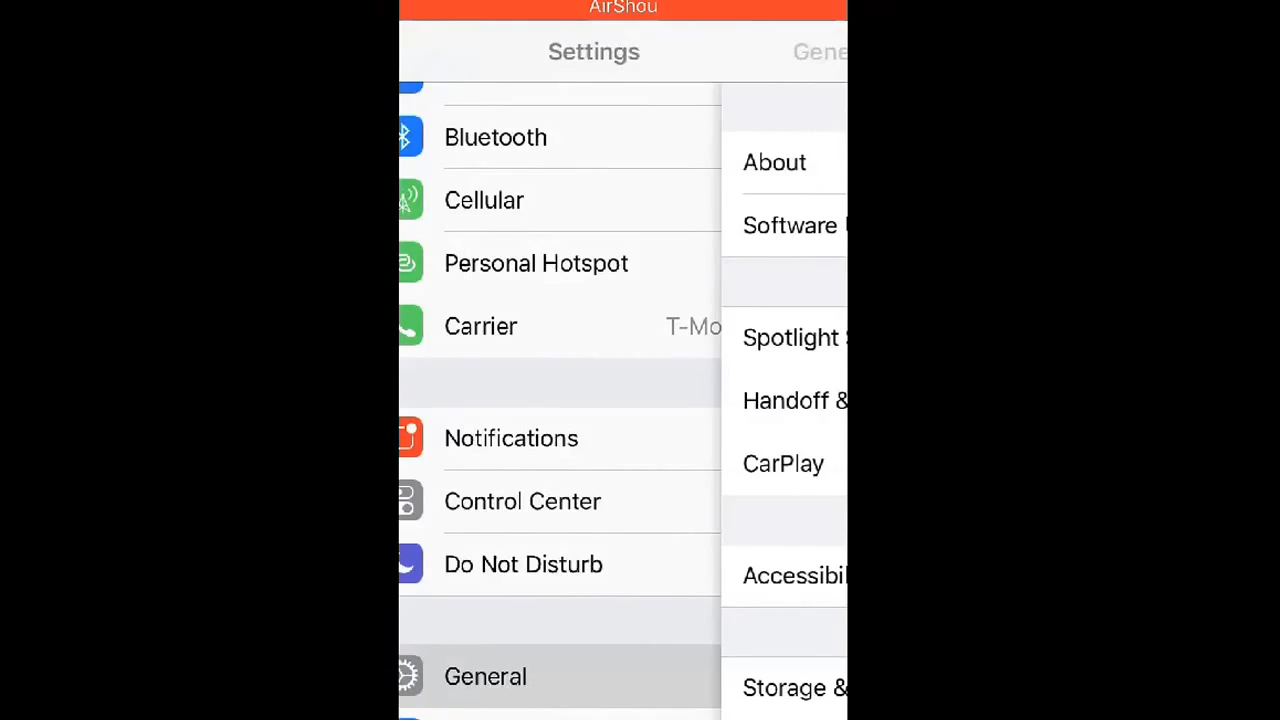 AirShou
Settings
Gene
Bluetooth
Cellular
Personal Hotspot
Carrier T-Mo
Notifications
Control Center
Do Not Disturb
General
About
Software
Spotlight
Handoff &
CarPlay
Accessibil
Storage &